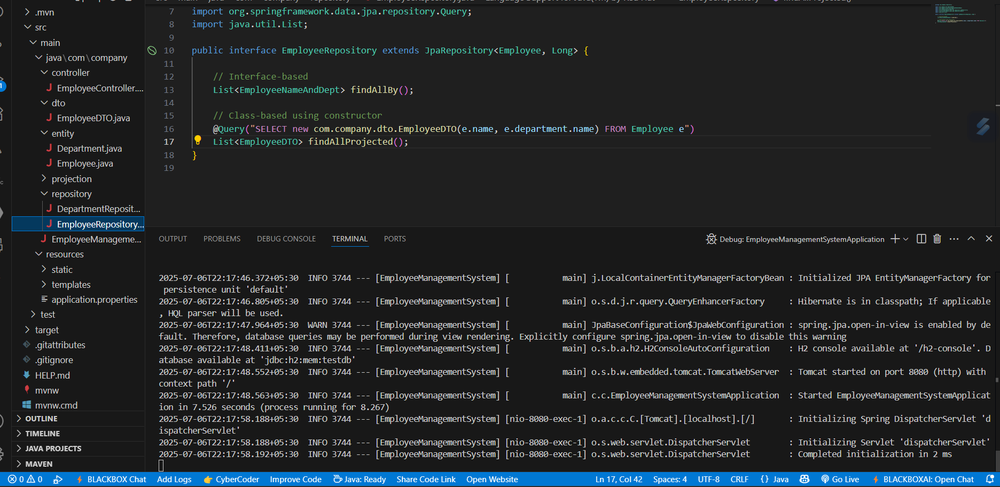 .mvn
src
main
java\com\company
controller
EmployeeController....
dto
EmployeeDTO.java
entity
Department.java
Employee.java
projection
repository
DepartmentReposit...
EmployeeRepository...
EmployeeManageme...
resources
static
templates
application.properties
test
target
.gitattributes
.gitignore
HELP.md
mvnw
mvnw.cmd
OUTLINE
TIMELINE
JAVA PROJECTS
MAVEN
7 import org.springframework.data.jpa.repository.Query;
8 import java.util.List;
9
10 public interface EmployeeRepository extends JpaRepository<Employee, Long> {
11
12 // Interface-based
13 List<EmployeeNameAndDept> findAllBy();
14
15 // Class-based using constructor
16 @Query("SELECT new com.company.dto.EmployeeDTO(e.name, e.department.name) FROM Employee e")
17 List<EmployeeDTO> findAllProjected();
18 }
19
OUTPUT PROBLEMS DEBUG CONSOLE TERMINAL PORTS Debug: EmployeeManagementSystemApplication
2025-07-06T22:17:46.372+05:30  INFO 3744 --- [EmployeeManagementSystem] [           main] j.LocalContainerEntityManagerFactoryBean : Initialized JPA EntityManagerFactory for
 persistence unit 'default'
2025-07-06T22:17:46.805+05:30  INFO 3744 --- [EmployeeManagementSystem] [           main] o.s.d.j.r.query.QueryEnhancerFactory     : Hibernate is in classpath; If applicable
, HQL parser will be used.
2025-07-06T22:17:47.964+05:30  WARN 3744 --- [EmployeeManagementSystem] [           main] JpaBaseConfiguration$JpaWebConfiguration : spring.jpa.open-in-view is enabled by de
fault. Therefore, database queries may be performed during view rendering. Explicitly configure spring.jpa.open-in-view to disable this warning
2025-07-06T22:17:48.411+05:30  INFO 3744 --- [EmployeeManagementSystem] [           main] o.s.b.a.h2.H2ConsoleAutoConfiguration    : H2 console available at '/h2-console'. D
atabase available at 'jdbc:h2:mem:testdb'
2025-07-06T22:17:48.552+05:30  INFO 3744 --- [EmployeeManagementSystem] [           main] o.s.b.w.embedded.tomcat.TomcatWebServer  : Tomcat started on port 8080 (http) with
context path '/'
2025-07-06T22:17:48.563+05:30  INFO 3744 --- [EmployeeManagementSystem] [           main] c.c.EmployeeManagementSystemApplication  : Started EmployeeManagementSystemApplicat
ion in 7.526 seconds (process running for 8.267)
2025-07-06T22:17:58.188+05:30  INFO 3744 --- [EmployeeManagementSystem] [nio-8080-exec-1] o.a.c.c.C.[Tomcat].[localhost].[/]       : Initializing Spring DispatcherServlet 'd
ispatcherServlet'
2025-07-06T22:17:58.188+05:30  INFO 3744 --- [EmployeeManagementSystem] [nio-8080-exec-1] o.s.web.servlet.DispatcherServlet        : Initializing Servlet 'dispatcherServlet'
2025-07-06T22:17:58.192+05:30  INFO 3744 --- [EmployeeManagementSystem] [nio-8080-exec-1] o.s.web.servlet.DispatcherServlet        : Completed initialization in 2 ms
0 0 BLACKBOX Chat Add Logs CyberCoder Improve Code Java: Ready Share Code Link Open Website Ln 17, Col 42 Spaces: 4 UTF-8 CRLF {} Java Go Live BLACKBOXAI: Open Chat